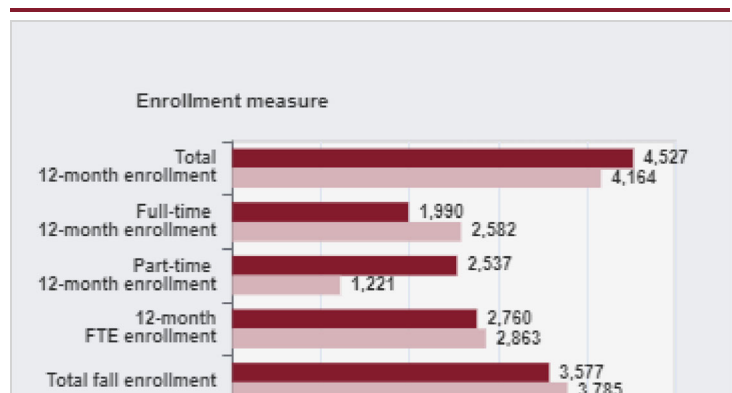 Enrollment measure
Total
12-month enrollment
4,527
4,164
Full-time
12-month enrollment
1,990
2,582
Part-time
12-month enrollment
2,537
1,221
12-month
FTE enrollment
2,760
2,863
Total fall enrollment
3,577
3,785